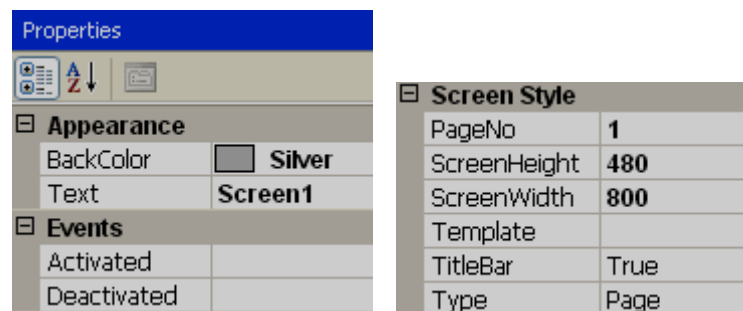 Properties
Appearance
BackColor Silver
Text Screen1
Events
Activated
Deactivated
Screen Style
PageNo 1
ScreenHeight 480
ScreenWidth 800
Template
TitleBar True
Type Page